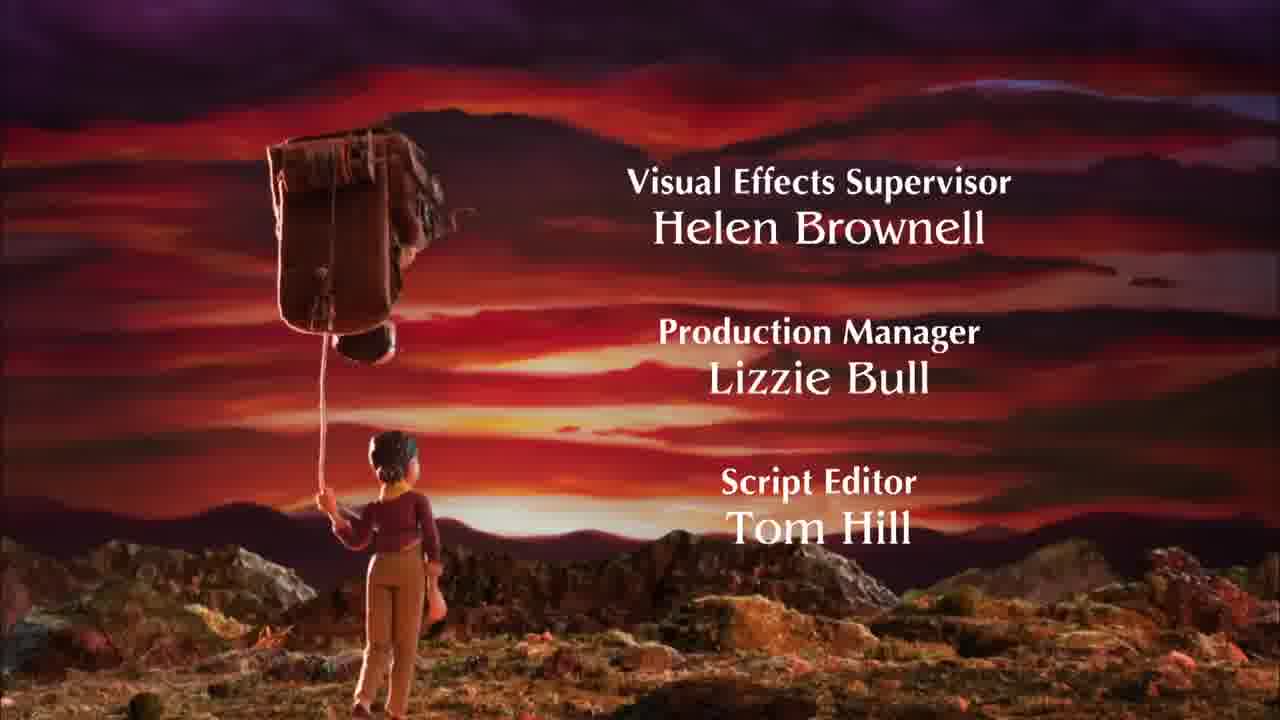 Visual Effects Supervisor
Helen Brownell
Production Manager
Lizzie Bull
Script Editor
Tom Hill